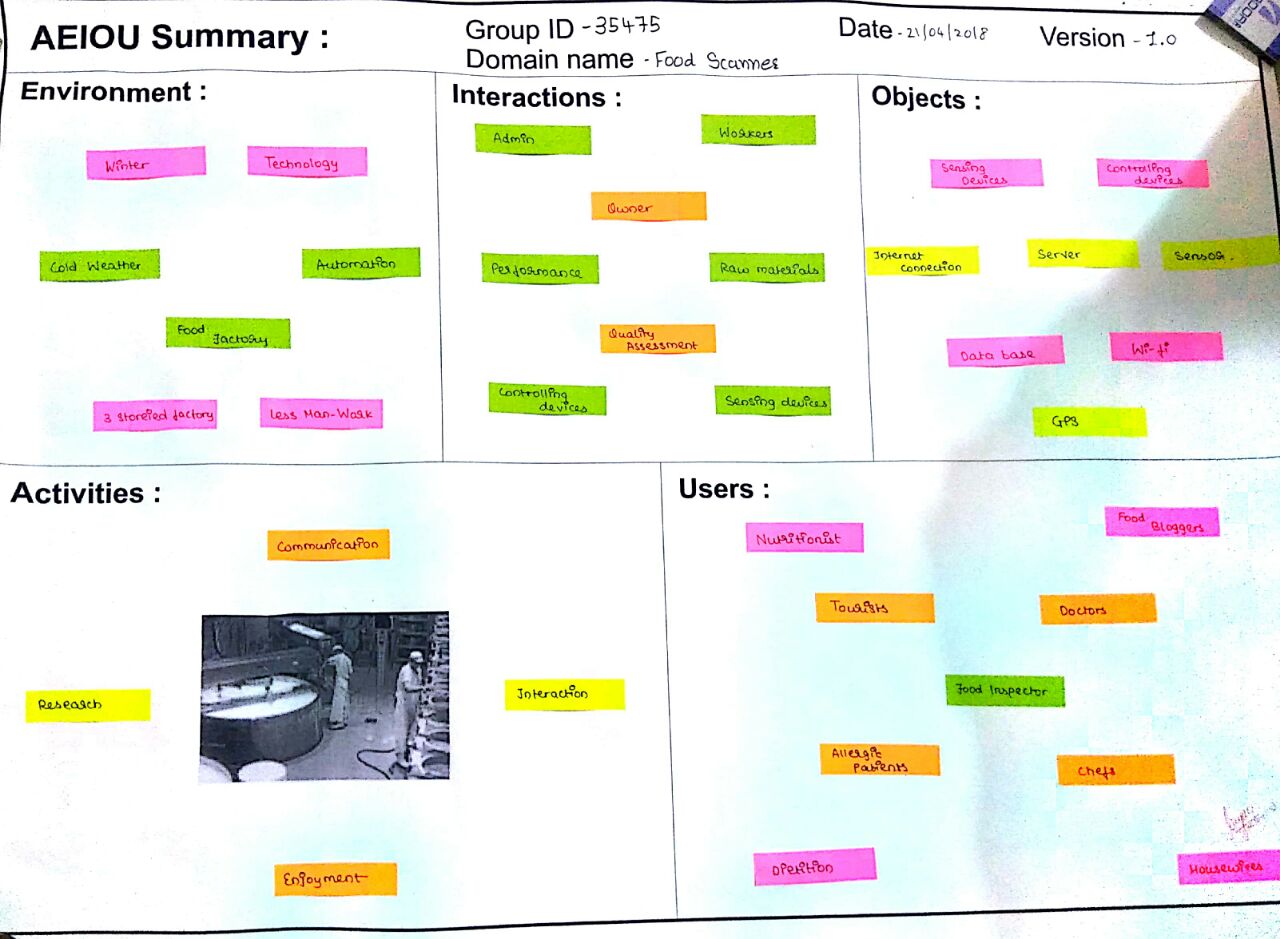 AEIOU Summary :
Group ID - 35475
Domain name - Food Scanner
Date - 21/04/2018
Version - 1.0
Environment :
Winter
Technology
Cold Weather
Automation
Food
factory
3 storeied factory
Less Man-Work
Interactions :
Admin
Workers
Owner
Performance
Raw materials
Quality
Assessment
Controlling
devices
Sensing devices
Objects :
Sensing
Devices
Controlling
devices
Internet
Connection
Server
Sensor.
Data base
Wi-fi
GPS
Activities :
Communication
Research
Interaction
Enjoyment
Users :
Nutritionist
Food
Bloggers
Tourists
Doctors
Food Inspector
Allergic
Patients
Chefs
Dietition
Housewives